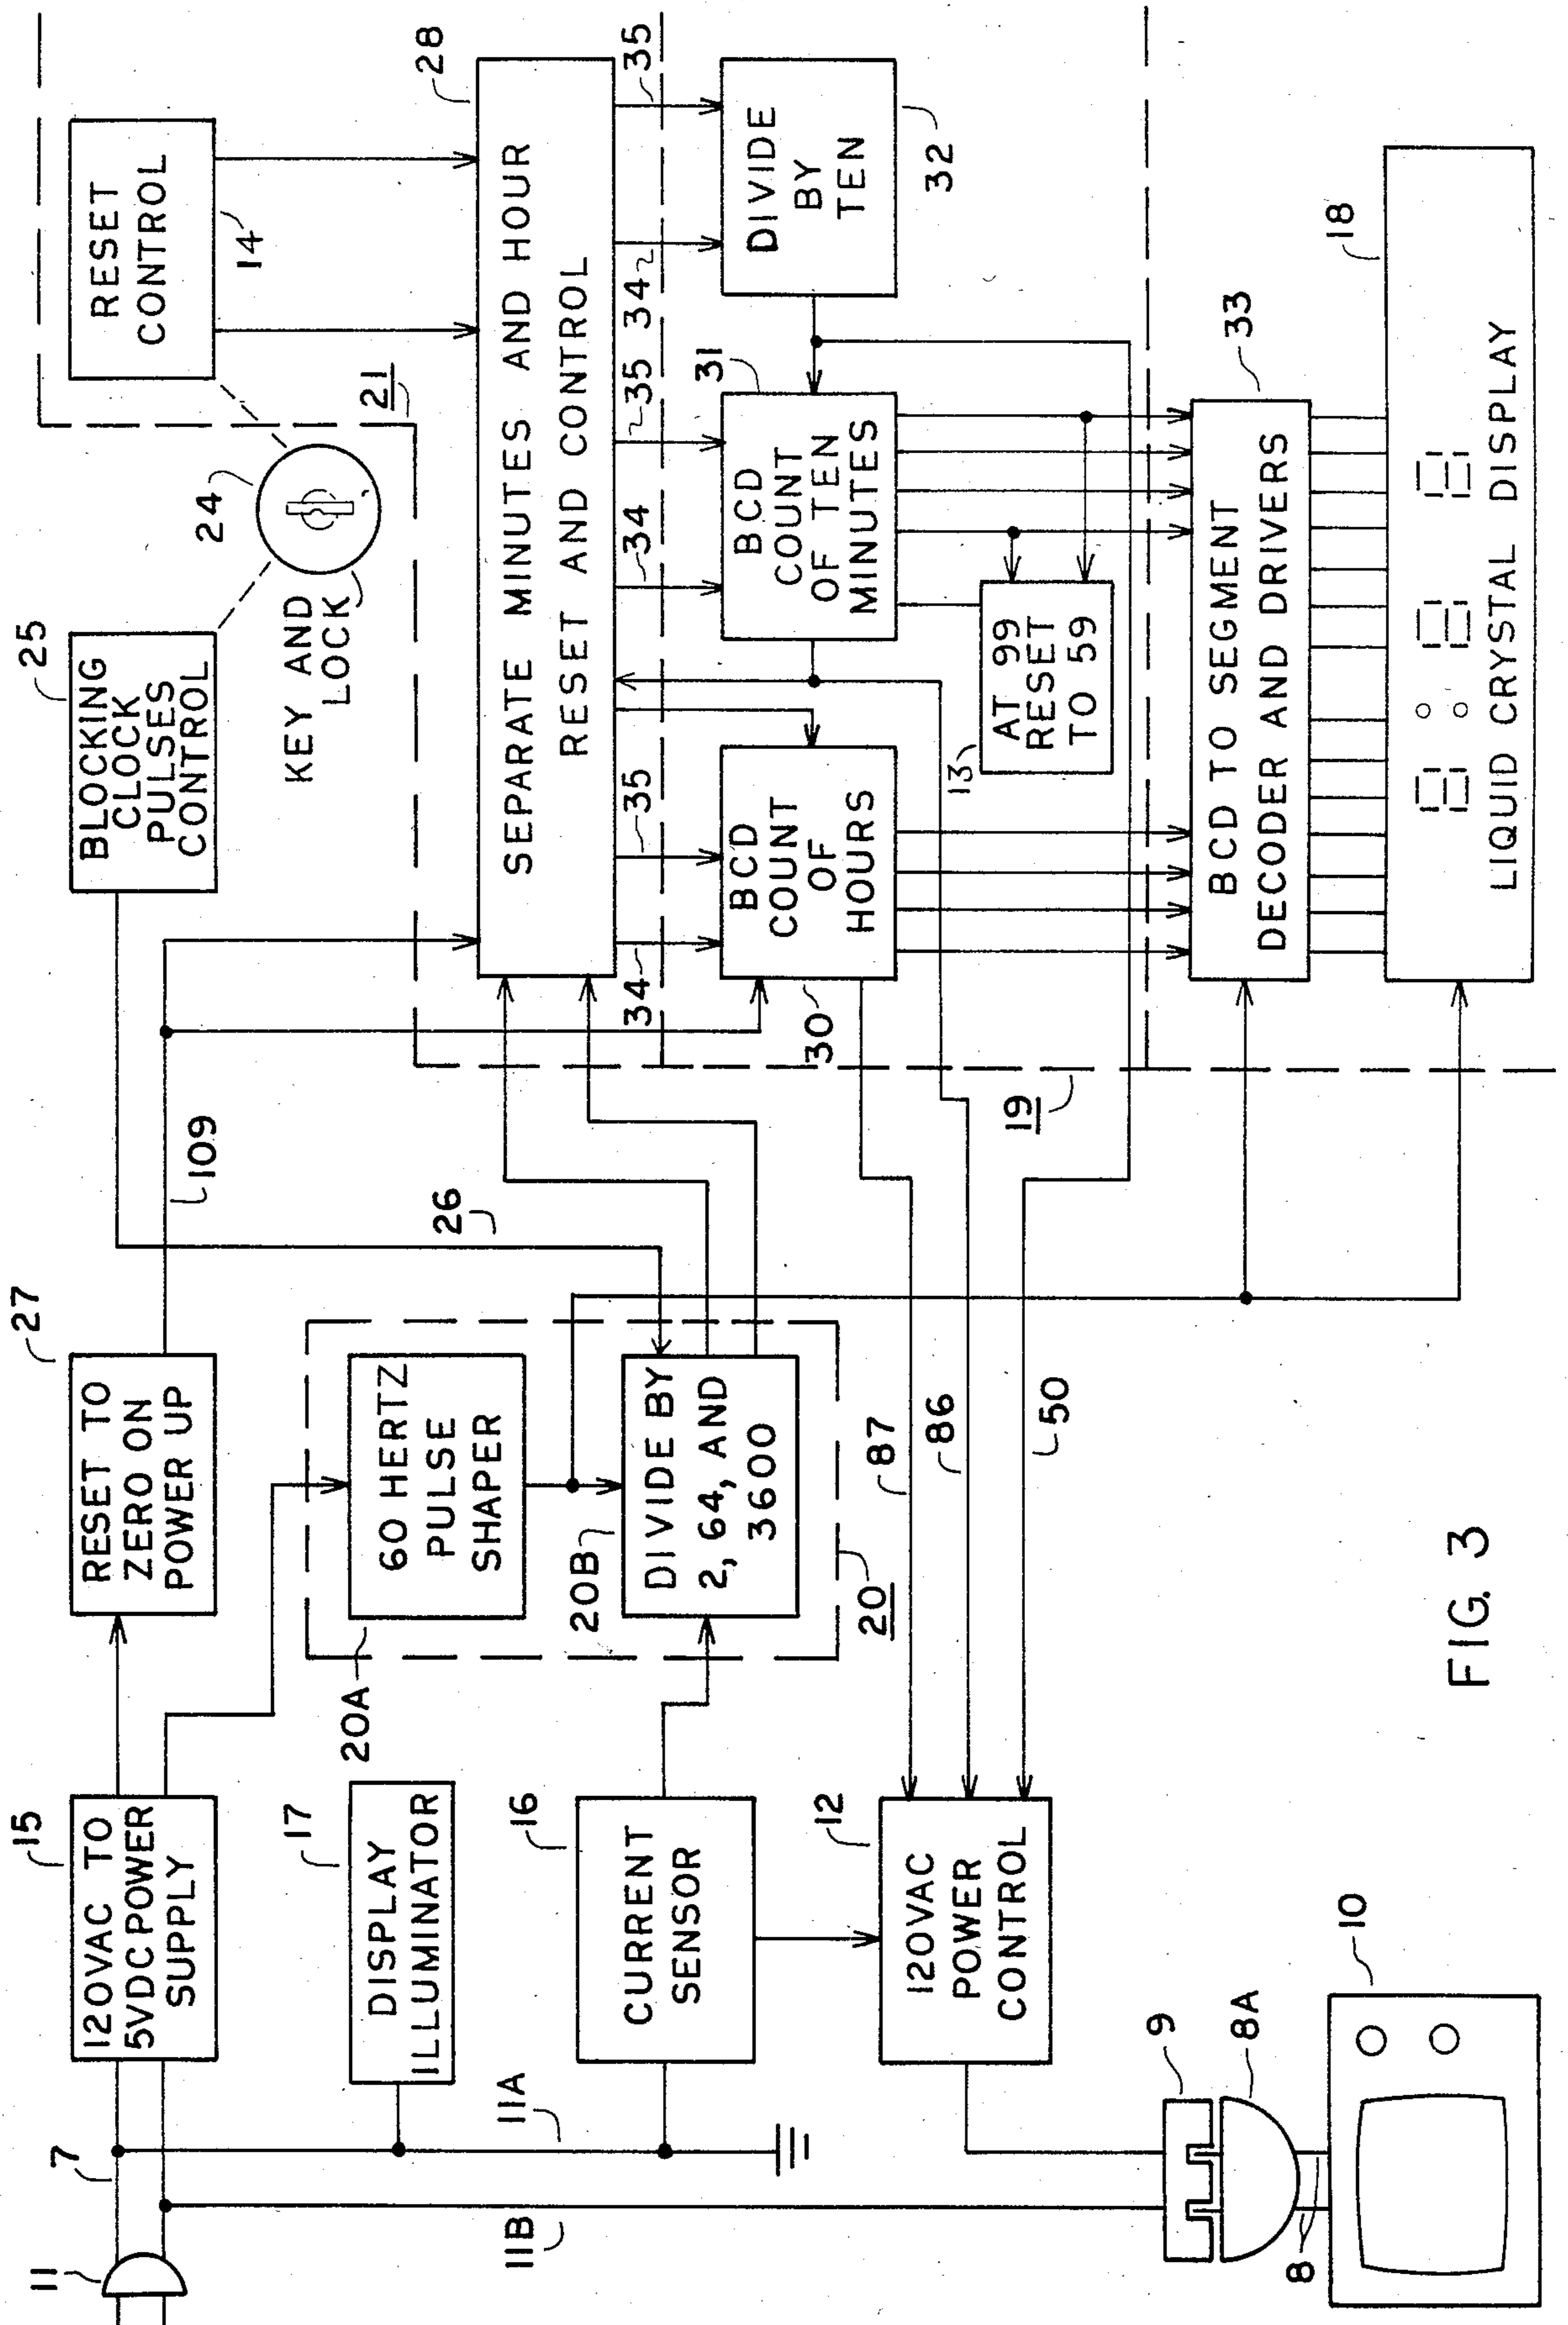 11
7
15
120VAC TO
5VDC POWER
SUPPLY
27
RESET TO
ZERO ON
POWER UP
109
25
BLOCKING
CLOCK
PULSES
CONTROL
24
KEY AND
LOCK
RESET
CONTROL
14
21
28
SEPARATE MINUTES AND HOUR
RESET AND CONTROL
17
DISPLAY
ILLUMINATOR
11A
11B
20A
60 HERTZ
PULSE
SHAPER
26
20B
DIVIDE BY
2, 64, AND
3600
20
16
CURRENT
SENSOR
34
35
34
35
34
35
30
BCD
COUNT
OF
HOURS
31
BCD
COUNT
OF TEN
MINUTES
DIVIDE
BY
TEN
32
13
AT 99
RESET
TO 59
12
120VAC
POWER
CONTROL
87
86
50
19
33
BCD TO SEGMENT
DECODER AND DRIVERS
18
LIQUID CRYSTAL DISPLAY
9
8A
8
10
FIG. 3